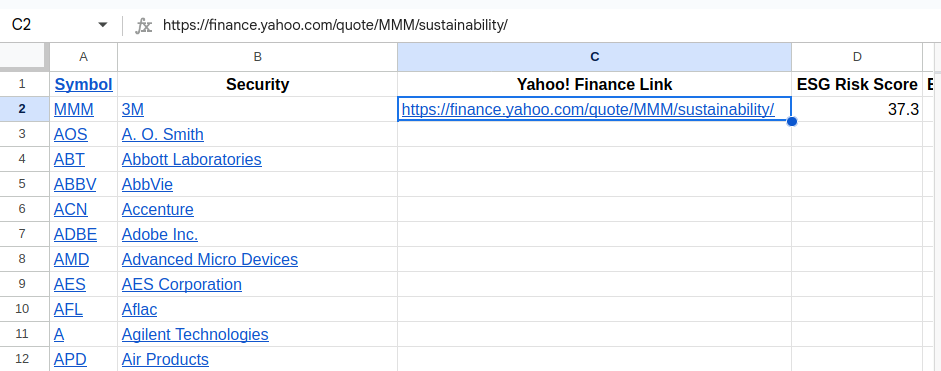 C2 fx https://finance.yahoo.com/quote/MMM/sustainability/
A B C D
1 Symbol Security Yahoo! Finance Link ESG Risk Score E
2 MMM 3M https://finance.yahoo.com/quote/MMM/sustainability/ 37.3
3 AOS A. O. Smith
4 ABT Abbott Laboratories
5 ABBV AbbVie
6 ACN Accenture
7 ADBE Adobe Inc.
8 AMD Advanced Micro Devices
9 AES AES Corporation
10 AFL Aflac
11 A Agilent Technologies
12 APD Air Products